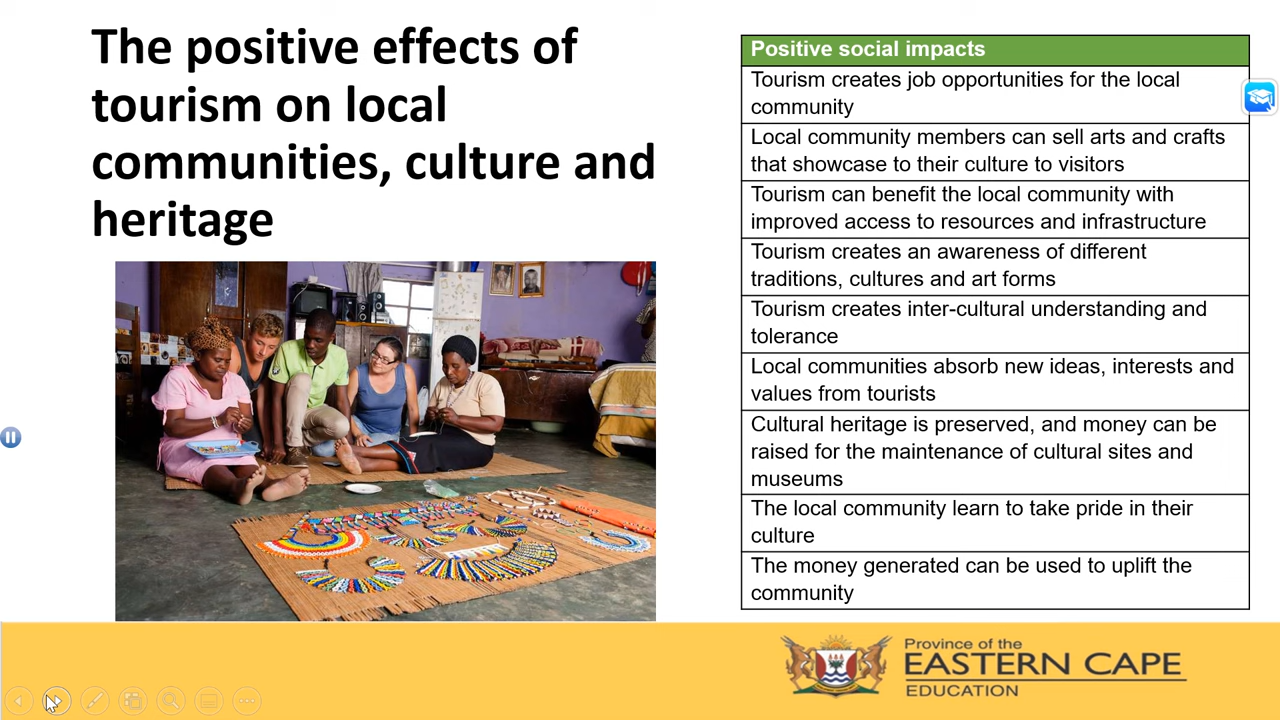 The positive effects of
tourism on local
communities, culture and
heritage
Positive social impacts
Tourism creates job opportunities for the local
community
Local community members can sell arts and crafts
that showcase to their culture to visitors
Tourism can benefit the local community with
improved access to resources and infrastructure
Tourism creates an awareness of different
traditions, cultures and art forms
Tourism creates inter-cultural understanding and
tolerance
Local communities absorb new ideas, interests and
values from tourists
Cultural heritage is preserved, and money can be
raised for the maintenance of cultural sites and
museums
The local community learn to take pride in their
culture
The money generated can be used to uplift the
community
Province of the
EASTERN CAPE
EDUCATION